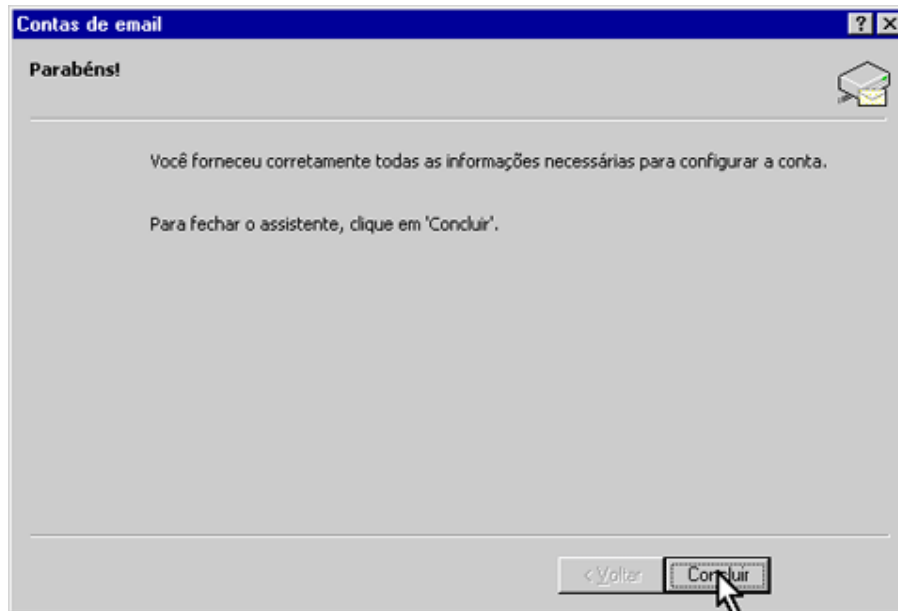 Contas de email
Parabéns!
Você forneceu corretamente todas as informações necessárias para configurar a conta.
Para fechar o assistente, clique em 'Concluir'.
< Voltar
Concluir